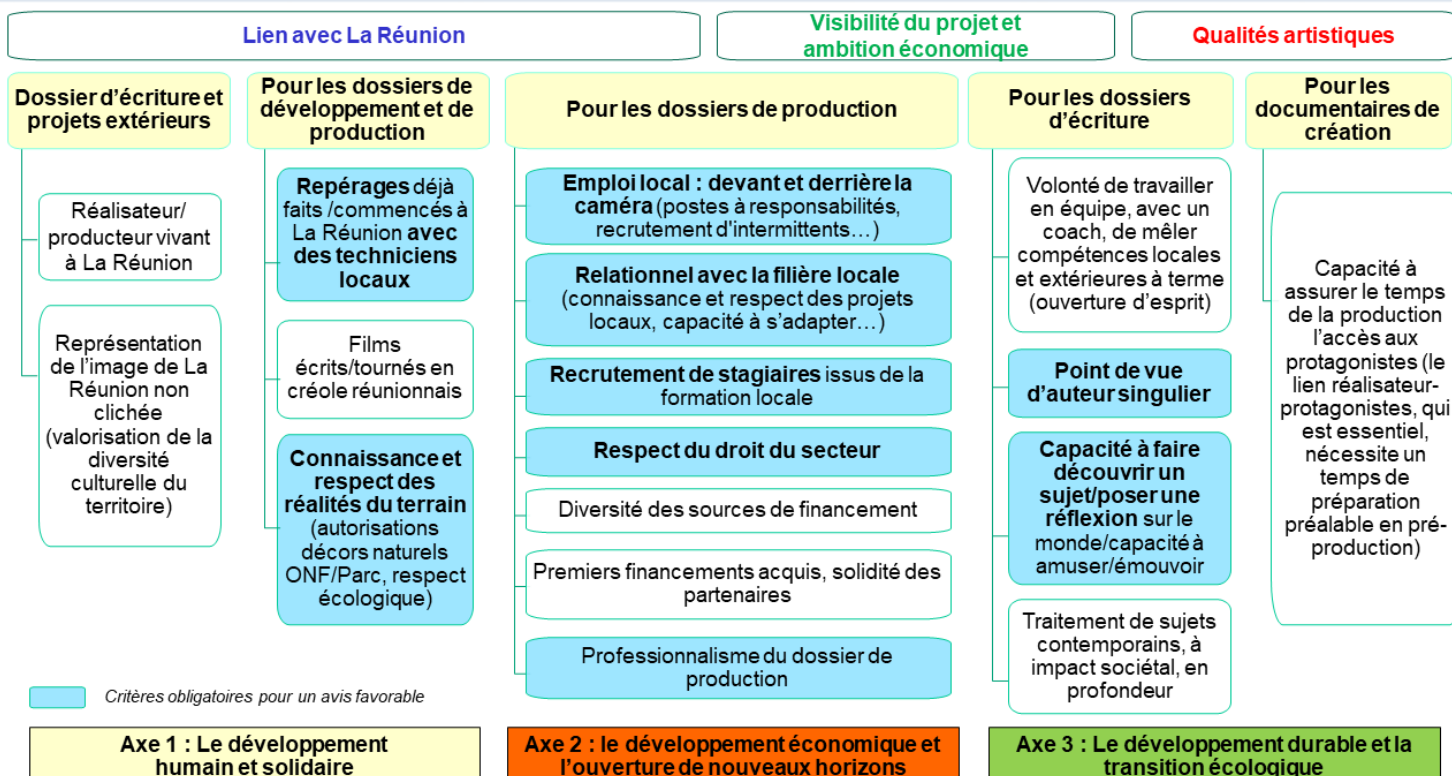 Lien avec La Réunion
Visibilité du projet et
ambition économique
Qualités artistiques
Dossier d'écriture et
projets extérieurs
Réalisateur/
producteur vivant
à La Réunion
Représentation
de l'image de La
Réunion non
clichée
(valorisation de la
diversité
culturelle du
territoire)
Pour les dossiers de
développement et de
production
Repérages déjà
faits /commencés à
La Réunion avec
des techniciens
locaux
Films
écrits/tournés en
créole réunionnais
Connaissance et
respect des
réalités du terrain
(autorisations
décors naturels
ONF/Parc, respect
écologique)
Pour les dossiers de production
Emploi local : devant et derrière la
caméra (postes à responsabilités,
recrutement d'intermittents…)
Relationnel avec la filière locale
(connaissance et respect des projets
locaux, capacité à s'adapter…)
Recrutement de stagiaires issus de la
formation locale
Respect du droit du secteur
Diversité des sources de financement
Premiers financements acquis, solidité des
partenaires
Professionnalisme du dossier de
production
Pour les dossiers
d'écriture
Volonté de travailler
en équipe, avec un
coach, de mêler
compétences locales
et extérieures à terme
(ouverture d'esprit)
Point de vue
d'auteur singulier
Capacité à faire
découvrir un
sujet/poser une
réflexion sur le
monde/capacité à
amuser/émouvoir
Traitement de sujets
contemporains, à
impact sociétal, en
profondeur
Pour les
documentaires de
création
Capacité à
assurer le temps
de la production
l'accès aux
protagonistes (le
lien réalisateur-
protagonistes, qui
est essentiel,
nécessite un
temps de
préparation
préalable en pré-
production)
Critères obligatoires pour un avis favorable
Axe 1 : Le développement
humain et solidaire
Axe 2 : le développement économique et
l'ouverture de nouveaux horizons
Axe 3 : Le développement durable et la
transition écologique